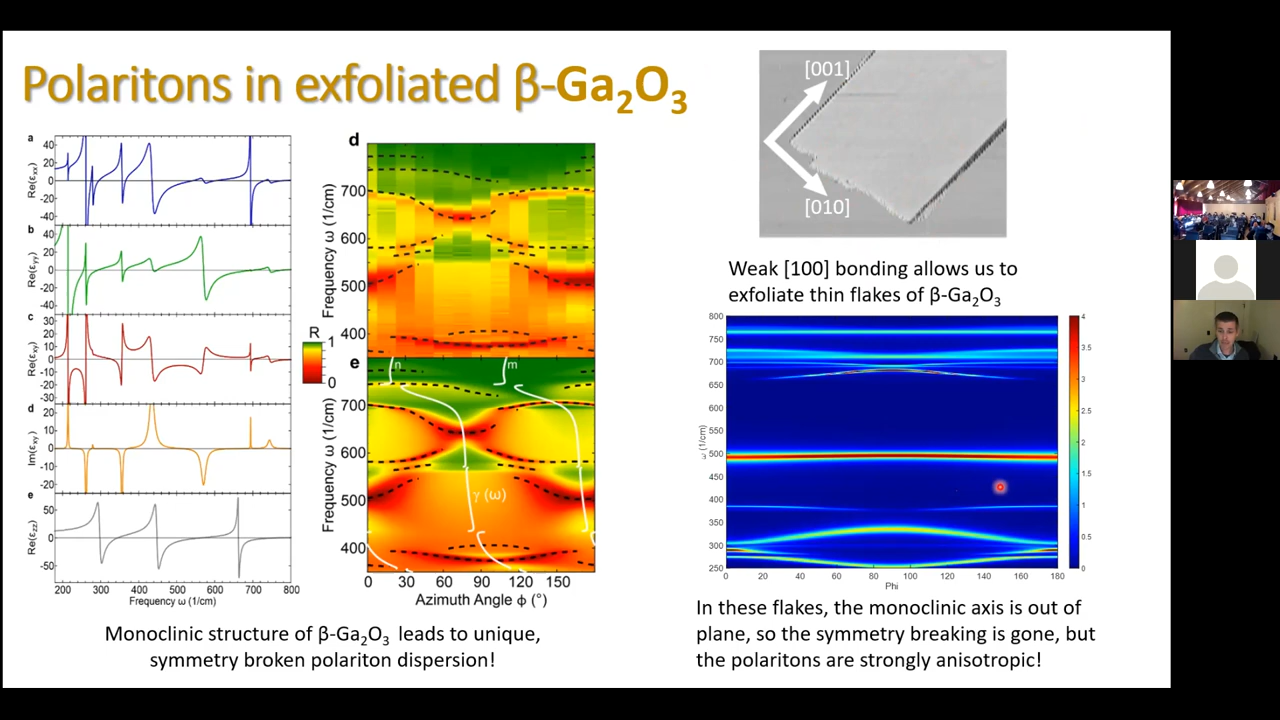 Polaritons in exfoliated β-Ga₂O₃
a
Re(εxx)
40
20
0
-20
-40
b
Re(εyy)
40
20
0
-20
-40
c
Re(εxy)
30
20
10
0
-10
-20
-30
d
Im(εxy)
20
10
0
-10
-20
e
Re(εzz)
50
0
-50
200 300 400 500 600 700 800
Frequency ω (1/cm)
R
1
0
d
Frequency ω (1/cm)
700
600
500
400
e
n
m
γ (ω)
Frequency ω (1/cm)
700
600
500
400
0 30 60 90 120 150
Azimuth Angle ϕ (°)
Monoclinic structure of β-Ga₂O₃ leads to unique,
symmetry broken polariton dispersion!
[001]
[010]
Weak [100] bonding allows us to
exfoliate thin flakes of β-Ga₂O₃
ω (1/cm)
800
750
700
650
600
550
500
450
400
350
300
250
0 20 40 60 80 100 120 140 160 180
Phi
4
3.5
3
2.5
2
1.5
1
0.5
0
In these flakes, the monoclinic axis is out of
plane, so the symmetry breaking is gone, but
the polaritons are strongly anisotropic!